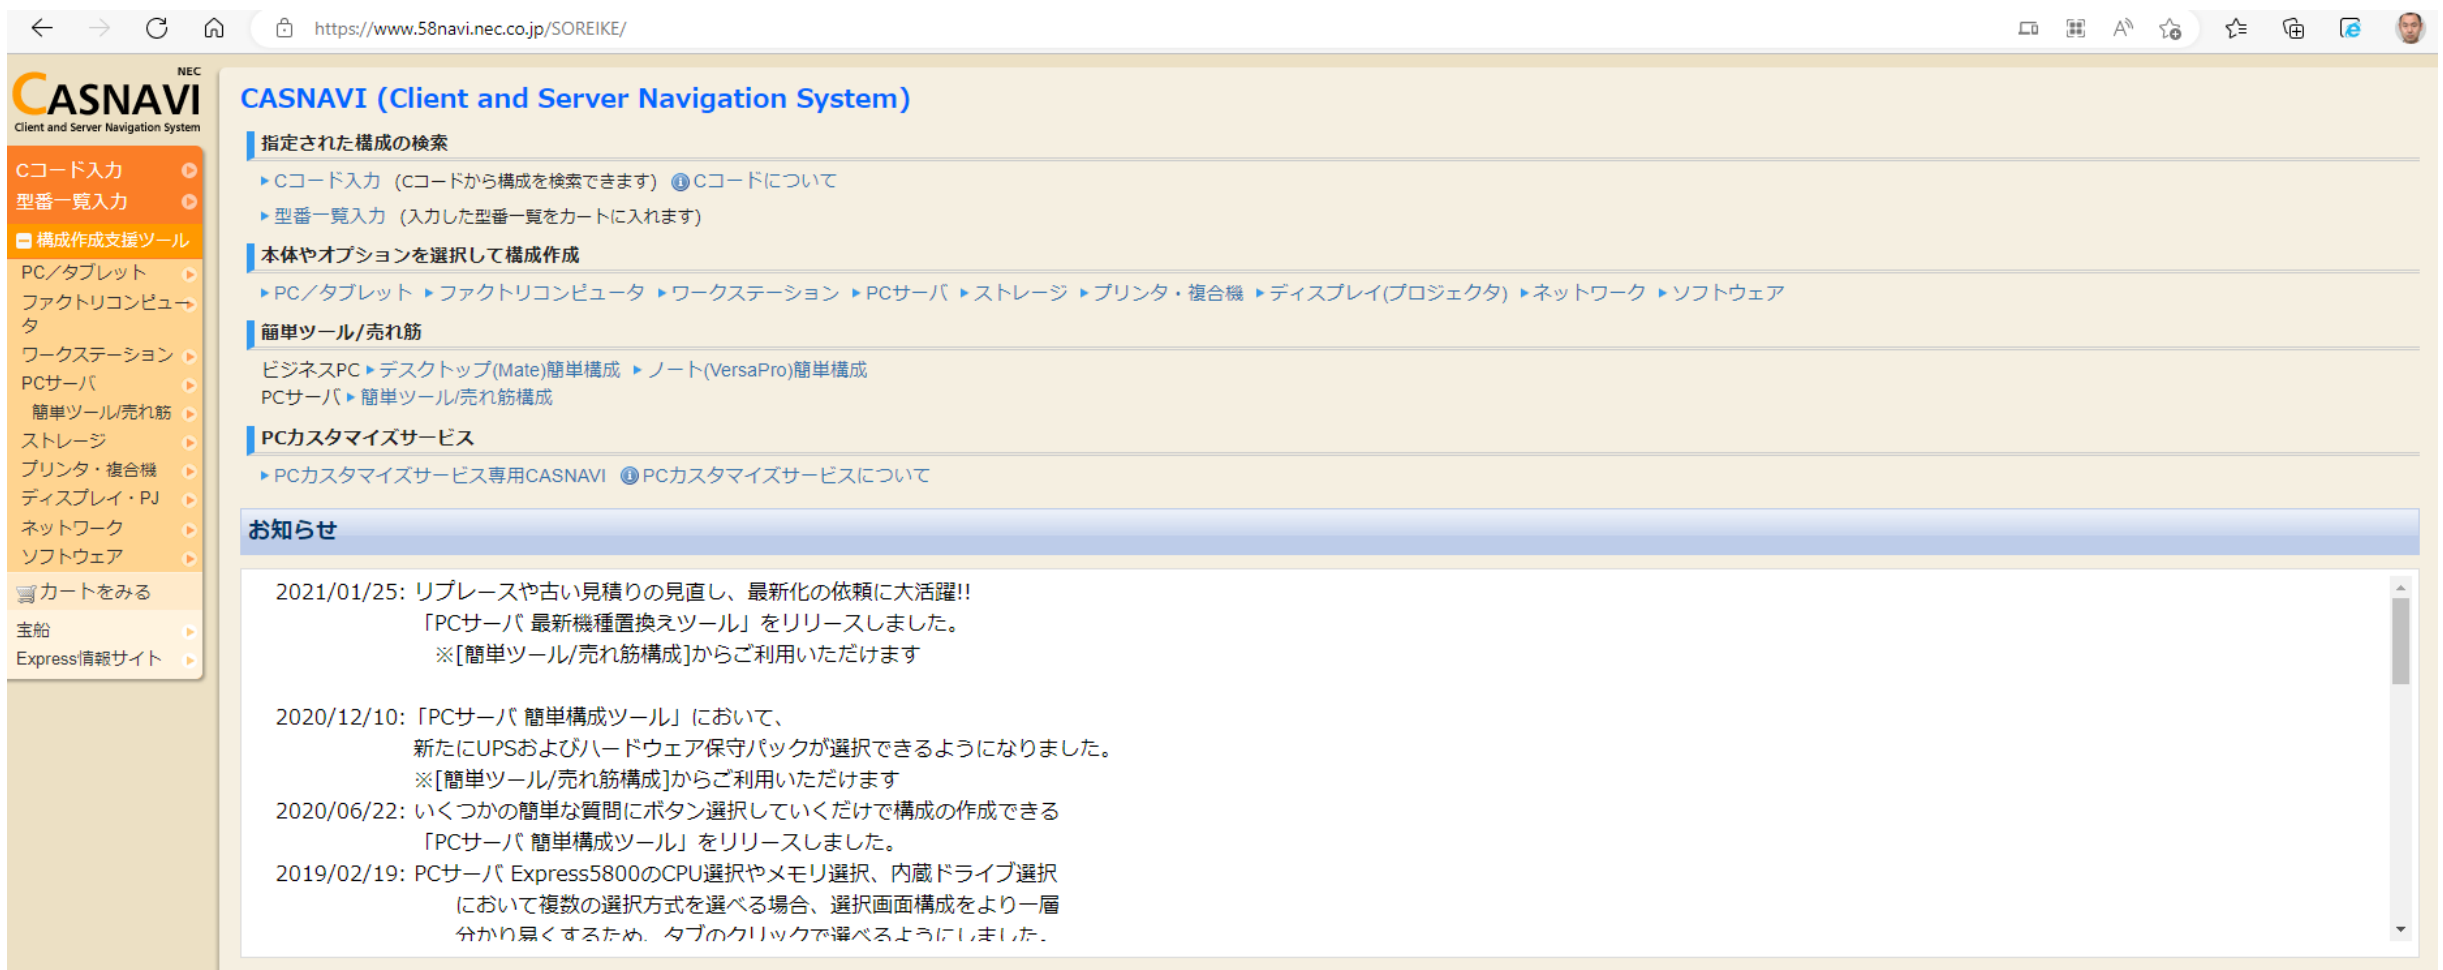 https://www.58navi.nec.co.jp/SOREIKE/
NEC
CASNAVI
Client and Server Navigation System
Cコード入力
型番一覧入力
構成作成支援ツール
PC／タブレット
ファクトリコンピュー
タ
ワークステーション
PCサーバ
簡単ツール/売れ筋
ストレージ
プリンタ・複合機
ディスプレイ・PJ
ネットワーク
ソフトウェア
カートをみる
宝船
Express情報サイト
CASNAVI (Client and Server Navigation System)
指定された構成の検索
Cコード入力 (Cコードから構成を検索できます) Cコードについて
型番一覧入力 (入力した型番一覧をカートに入れます)
本体やオプションを選択して構成作成
PC／タブレット ファクトリコンピュータ ワークステーション PCサーバ ストレージ プリンタ・複合機 ディスプレイ(プロジェクタ) ネットワーク ソフトウェア
簡単ツール/売れ筋
ビジネスPC デスクトップ(Mate)簡単構成 ノート(VersaPro)簡単構成
PCサーバ 簡単ツール/売れ筋構成
PCカスタマイズサービス
PCカスタマイズサービス専用CASNAVI PCカスタマイズサービスについて
お知らせ
2021/01/25: リプレースや古い見積りの見直し、最新化の依頼に大活躍!!
「PCサーバ 最新機種置換えツール」をリリースしました。
※[簡単ツール/売れ筋構成]からご利用いただけます
2020/12/10:「PCサーバ 簡単構成ツール」において、
新たにUPSおよびハードウェア保守パックが選択できるようになりました。
※[簡単ツール/売れ筋構成]からご利用いただけます
2020/06/22: いくつかの簡単な質問にボタン選択していくだけで構成の作成できる
「PCサーバ 簡単構成ツール」をリリースしました。
2019/02/19: PCサーバ Express5800のCPU選択やメモリ選択、内蔵ドライブ選択
において複数の選択方式を選べる場合、選択画面構成をより一層
分かり易くするため、タブのクリックで選べるようにしました。